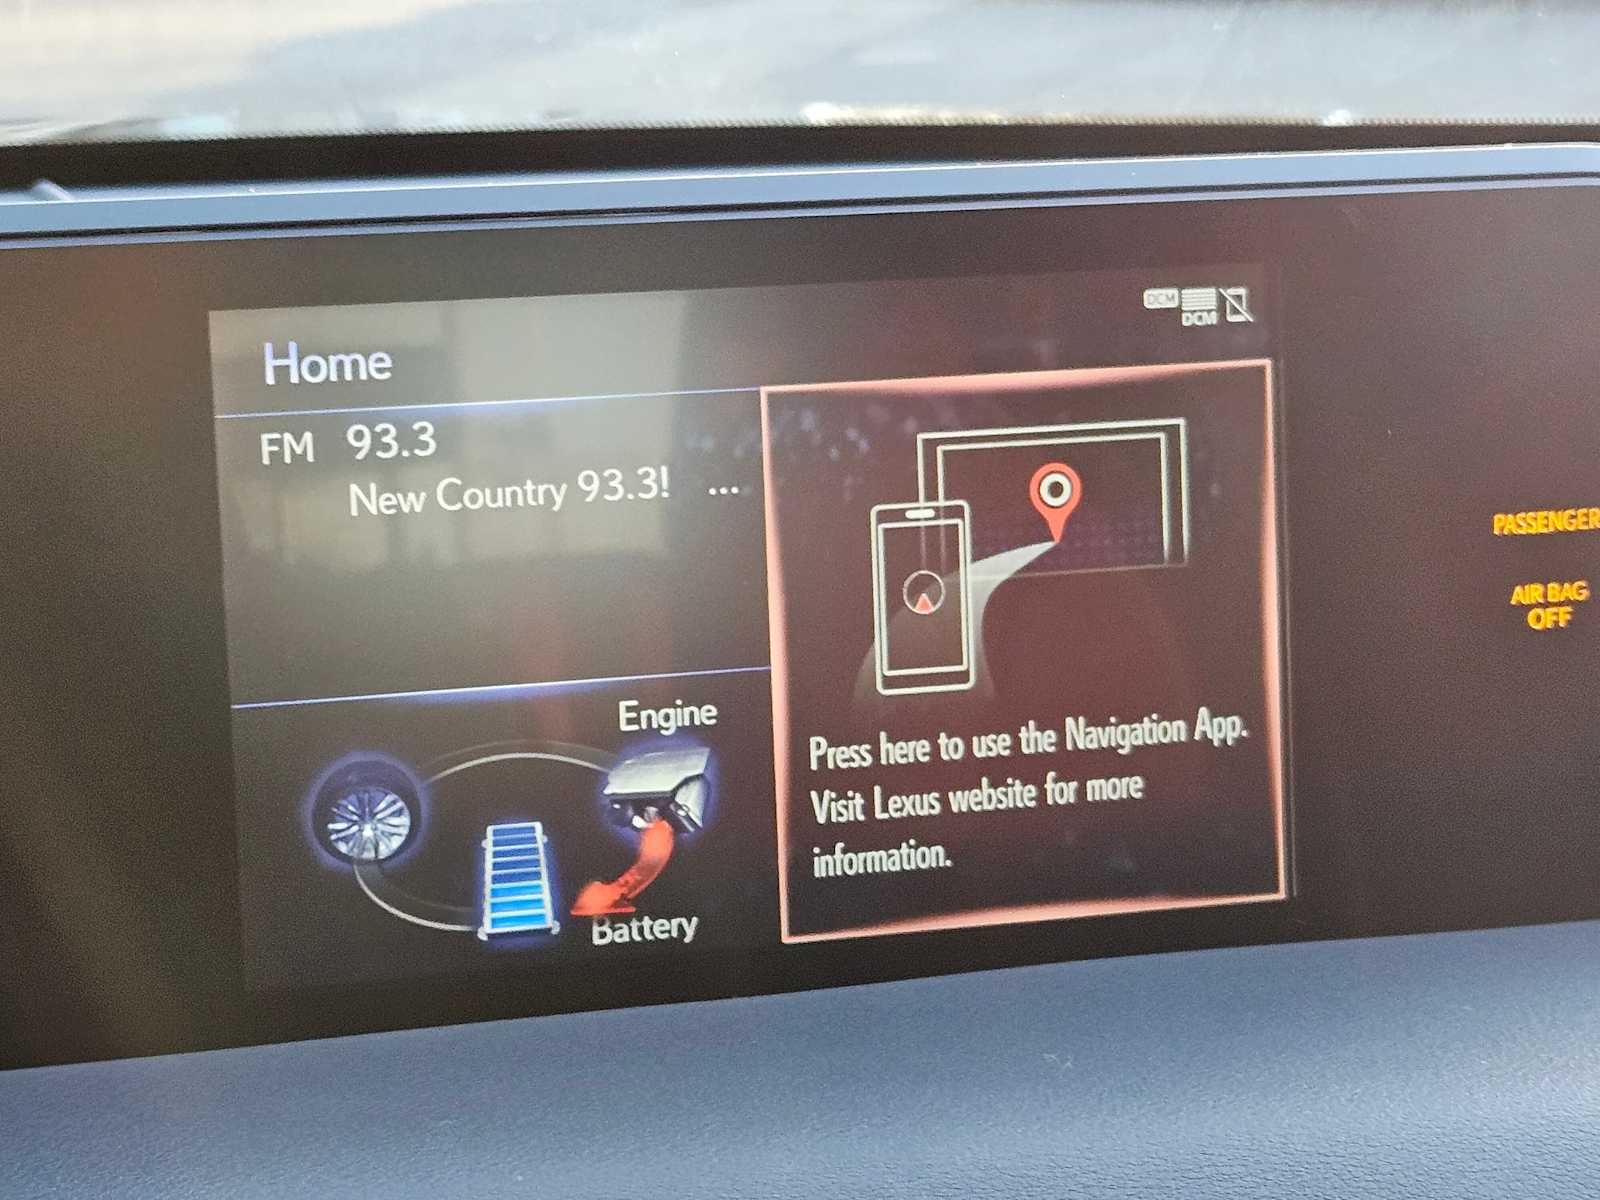 DCM
DCM
Home
FM 93.3
New Country 93.3! ...
Engine
Battery
Press here to use the Navigation App.
Visit Lexus website for more
information.
PASSENGER
AIR BAG
OFF